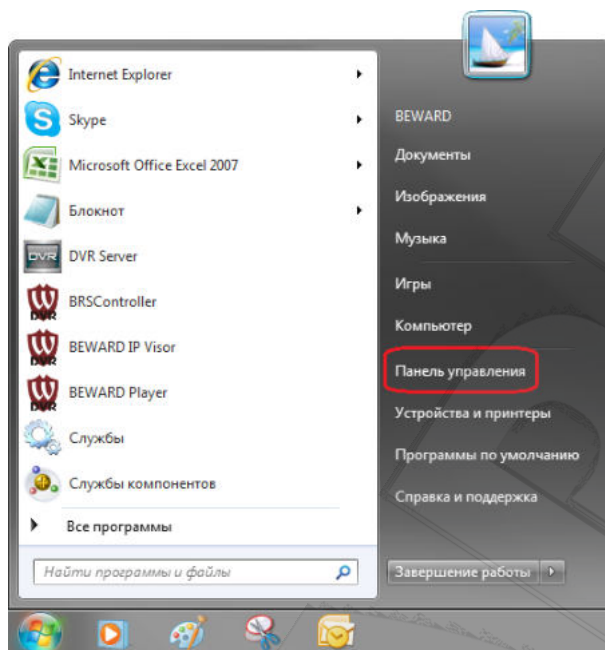 Internet Explorer
Skype
Microsoft Office Excel 2007
Блокнот
DVR Server
BRSController
BEWARD IP Visor
BEWARD Player
Службы
Службы компонентов
Все программы
Найти программы и файлы
BEWARD
Документы
Изображения
Музыка
Игры
Компьютер
Панель управления
Устройства и принтеры
Программы по умолчанию
Справка и поддержка
Завершение работы